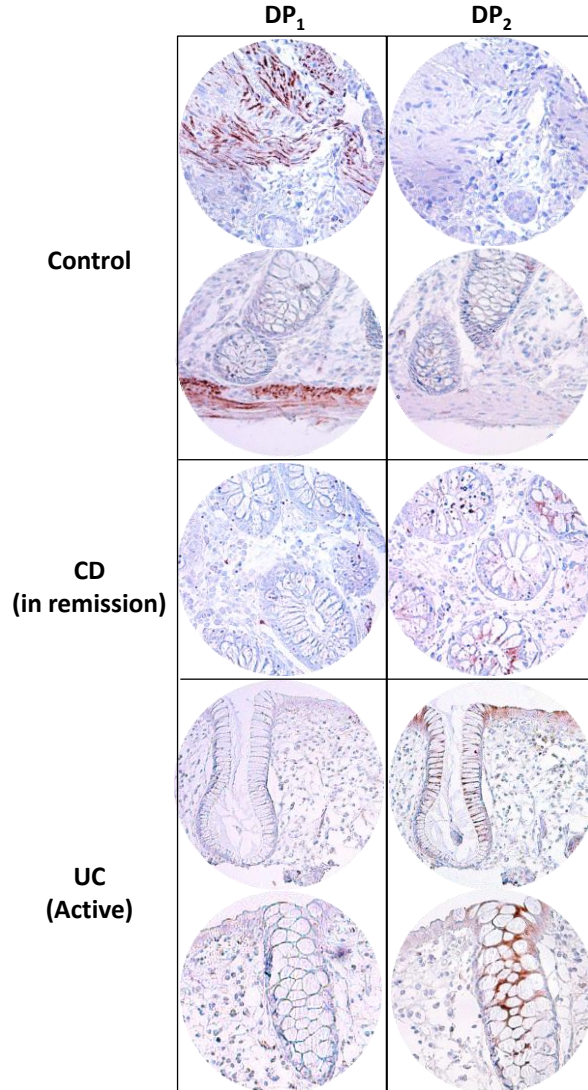 DP₁ DP₂
Control
CD
(in remission)
UC
(Active)